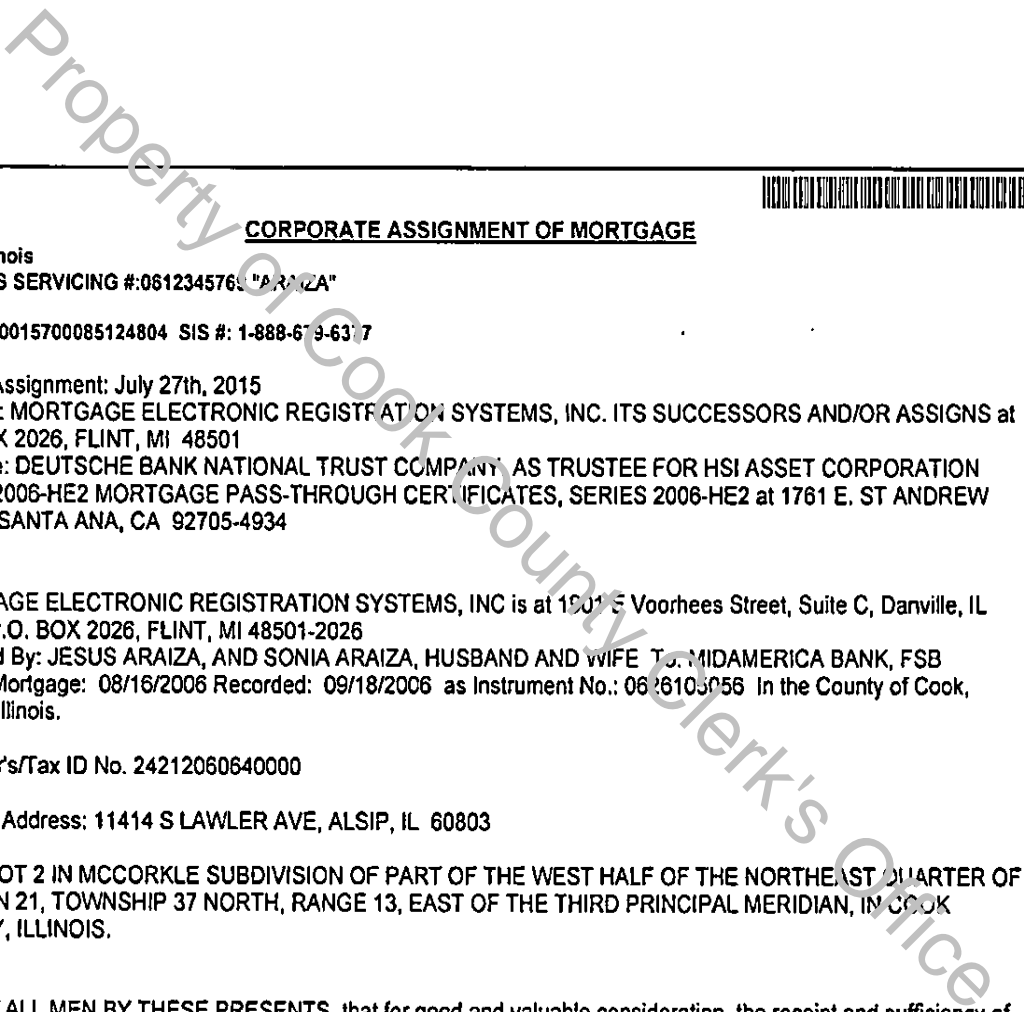 Property of Cook County Clerk's Office
CORPORATE ASSIGNMENT OF MORTGAGE
nois
S SERVICING #:0612345769 "ARAIZA"
00015700085124804 SIS #: 1-888-679-6377
Assignment: July 27th, 2015
: MORTGAGE ELECTRONIC REGISTRATION SYSTEMS, INC. ITS SUCCESSORS AND/OR ASSIGNS at
X 2026, FLINT, MI 48501
e: DEUTSCHE BANK NATIONAL TRUST COMPANY, AS TRUSTEE FOR HSI ASSET CORPORATION
2006-HE2 MORTGAGE PASS-THROUGH CERTIFICATES, SERIES 2006-HE2 at 1761 E. ST ANDREW
SANTA ANA, CA 92705-4934
AGE ELECTRONIC REGISTRATION SYSTEMS, INC is at 1901 E Voorhees Street, Suite C, Danville, IL
.O. BOX 2026, FLINT, MI 48501-2026
d By: JESUS ARAIZA, AND SONIA ARAIZA, HUSBAND AND WIFE To: MIDAMERICA BANK, FSB
Mortgage: 08/16/2006 Recorded: 09/18/2006 as Instrument No.: 0626105056 In the County of Cook,
llinois.
r's/Tax ID No. 24212060640000
Address: 11414 S LAWLER AVE, ALSIP, IL 60803
OT 2 IN MCCORKLE SUBDIVISION OF PART OF THE WEST HALF OF THE NORTHEAST QUARTER OF
N 21, TOWNSHIP 37 NORTH, RANGE 13, EAST OF THE THIRD PRINCIPAL MERIDIAN, IN COOK
, ILLINOIS.
ALL MEN BY THESE PRESENTS, that for good and valuable consideration, the receipt and sufficiency of